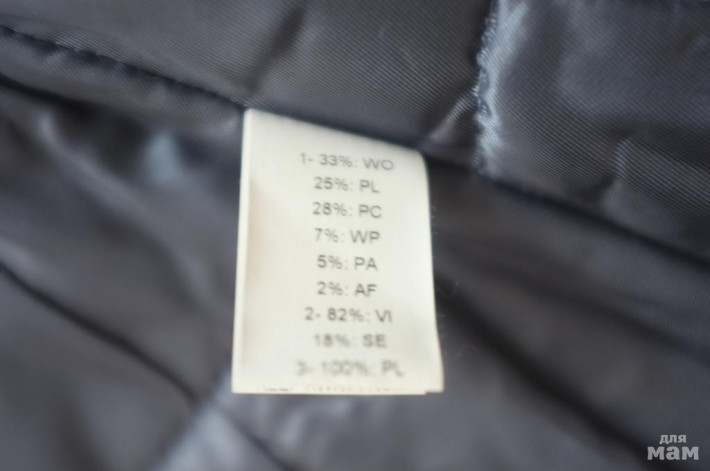 1- 33%: WO
25%: PL
28%: PC
7%: WP
5%: PA
2%: AF
2- 82%: VI
18%: SE
3- 100%: PL
для
мам